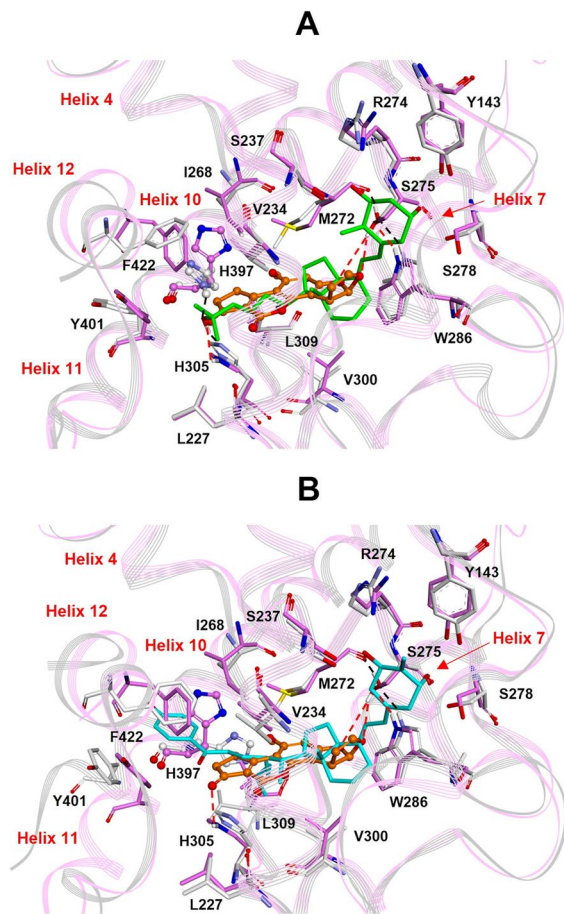 A
Helix 4
R274
Y143
S237
Helix 12
I268
S275
Helix 10
Helix 7
V234
M272
F422
H397
S278
Y401
L309
W286
Helix 11
H305
V300
L227
B
R274
Y143
Helix 4
S237
Helix 12
I268
S275
Helix 7
Helix 10
M272
S278
V234
F422
H397
W286
Y401
L309
Helix 11
H305
V300
L227